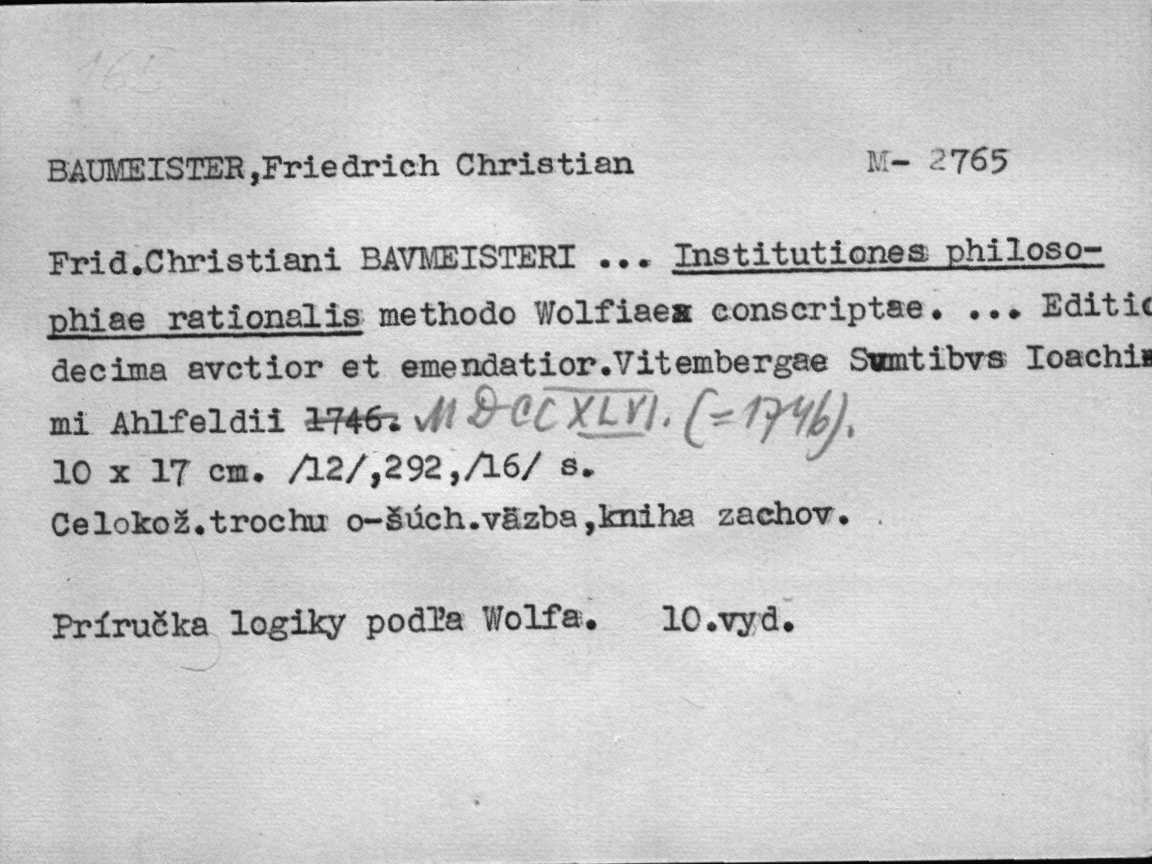 BAUMEISTER,Friedrich Christian M- 2765
Frid.Christiani BAVMEISTERI ... Institutiones philoso-
phiae rationalis methodo Wolfiaex conscriptae. ... Editio
decima avctior et emendatior.Vitembergae Sumtibvs Ioachi
mi Ahlfeldii 1746. MDCCXLVI. (=1746).
10 x 17 cm. /12/,292,/16/ s.
Celokož.trochu o-šúch.väzba,kniha zachov.
Príručka logiky podľa Wolfa. 10.vyd.